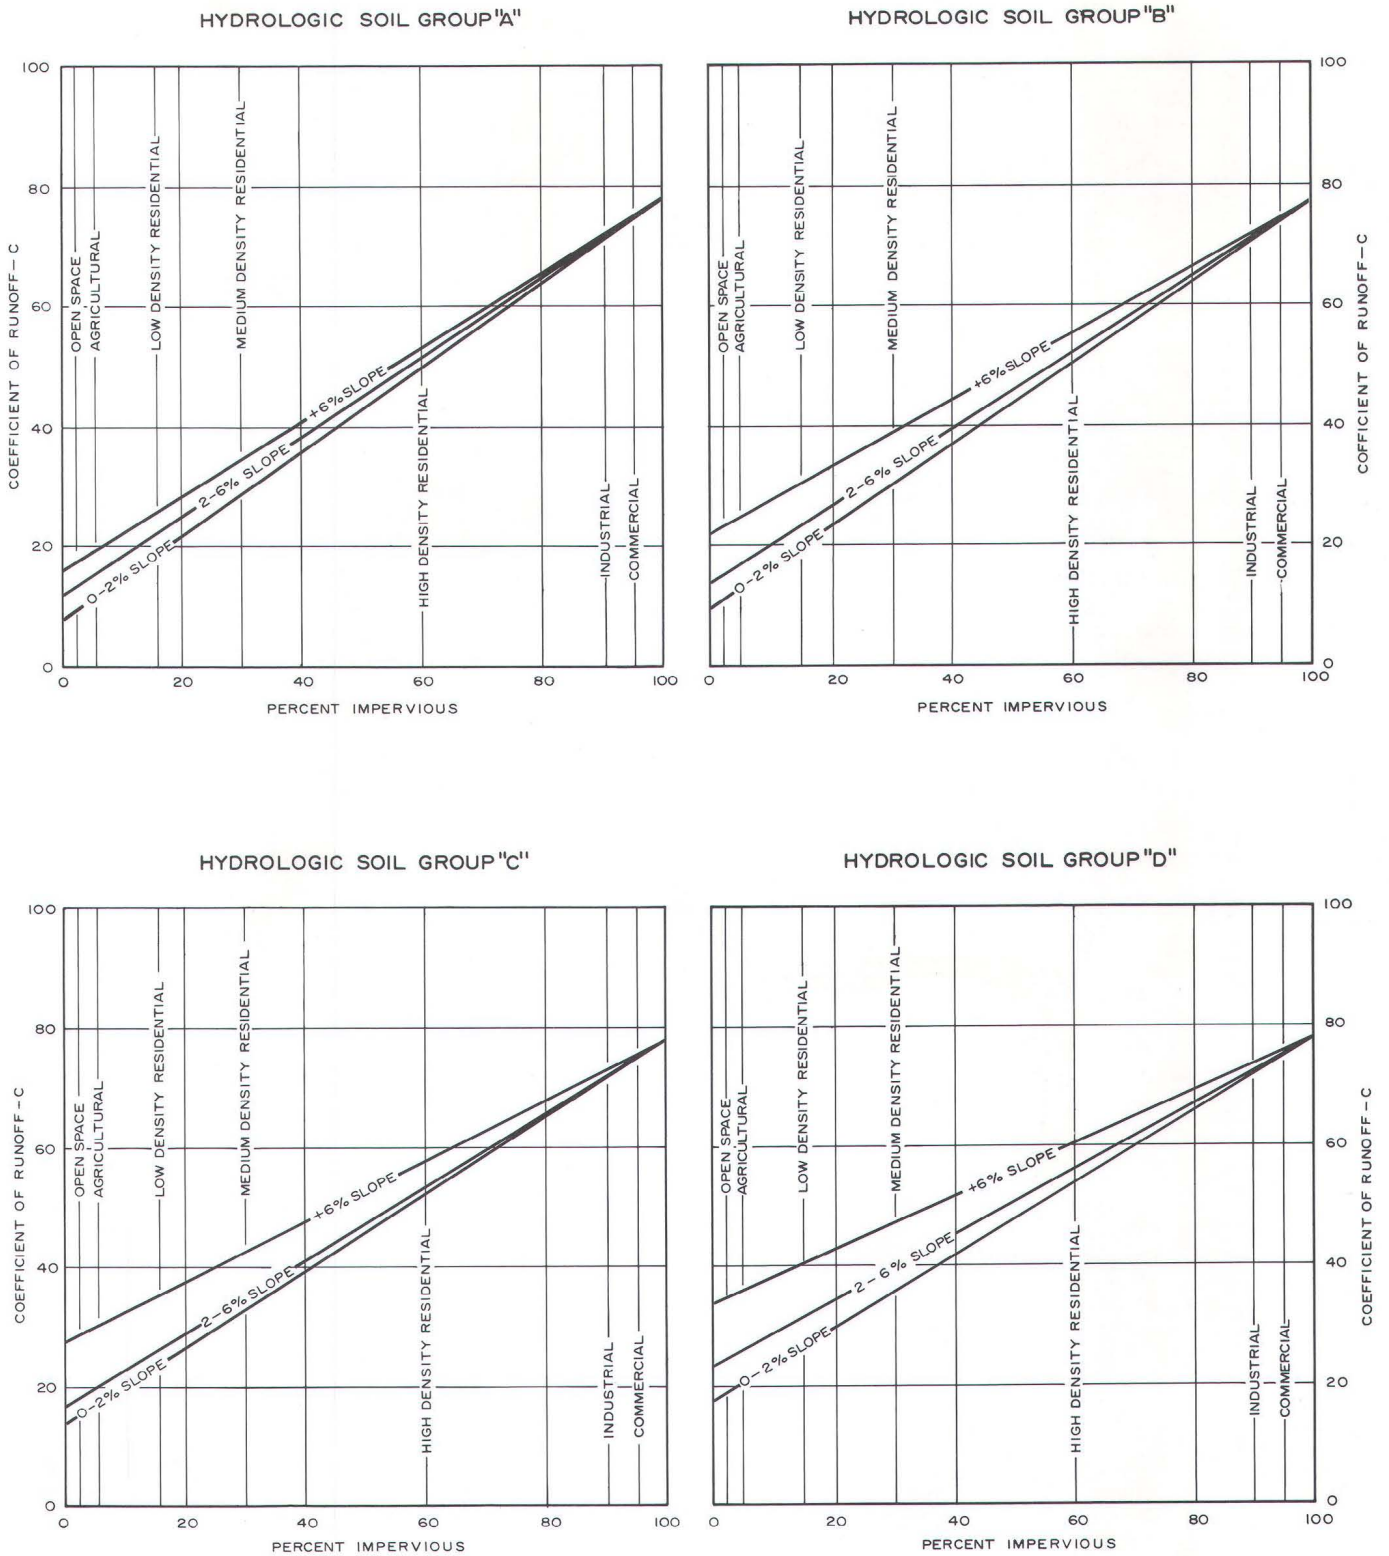 HYDROLOGIC SOIL GROUP "A"
100
80
60
40
20
0
COEFFICIENT OF RUNOFF-C
OPEN SPACE
AGRICULTURAL
LOW DENSITY RESIDENTIAL
MEDIUM DENSITY RESIDENTIAL
HIGH DENSITY RESIDENTIAL
INDUSTRIAL
COMMERCIAL
+6% SLOPE
2-6% SLOPE
0-2% SLOPE
0 20 40 60 80 100
PERCENT IMPERVIOUS
HYDROLOGIC SOIL GROUP "B"
100
80
60
40
20
0
COFFICIENT OF RUNOFF-C
OPEN SPACE
AGRICULTURAL
LOW DENSITY RESIDENTIAL
MEDIUM DENSITY RESIDENTIAL
HIGH DENSITY RESIDENTIAL
INDUSTRIAL
COMMERCIAL
+6% SLOPE
2-6% SLOPE
0-2% SLOPE
0 20 40 60 80 100
PERCENT IMPERVIOUS
HYDROLOGIC SOIL GROUP "C"
100
80
60
40
20
0
COEFFICIENT OF RUNOFF-C
OPEN SPACE
AGRICULTURAL
LOW DENSITY RESIDENTIAL
MEDIUM DENSITY RESIDENTIAL
HIGH DENSITY RESIDENTIAL
INDUSTRIAL
COMMERCIAL
+6% SLOPE
2-6% SLOPE
0-2% SLOPE
0 20 40 60 80 100
PERCENT IMPERVIOUS
HYDROLOGIC SOIL GROUP "D"
100
80
60
40
20
0
COEFFICIENT OF RUNOFF-C
OPEN SPACE
AGRICULTURAL
LOW DENSITY RESIDENTIAL
MEDIUM DENSITY RESIDENTIAL
HIGH DENSITY RESIDENTIAL
INDUSTRIAL
COMMERCIAL
+6% SLOPE
2-6% SLOPE
0-2% SLOPE
0 20 40 60 80 100
PERCENT IMPERVIOUS